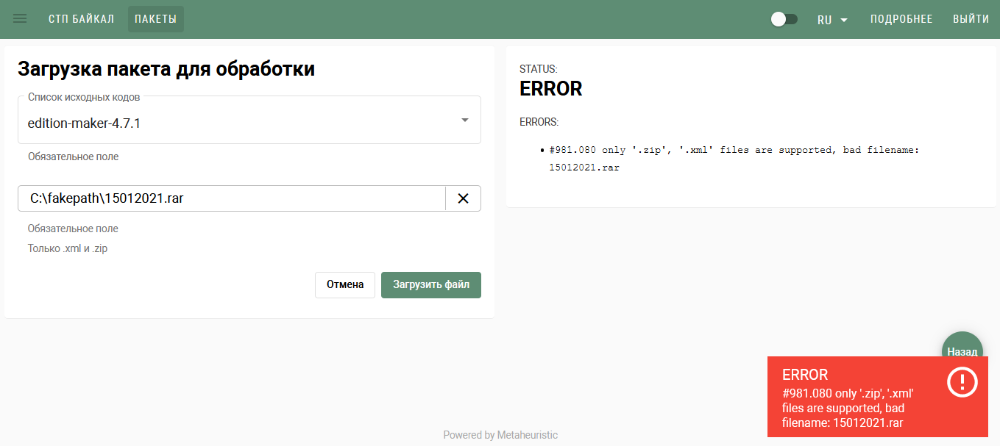 СТП БАЙКАЛ
ПАКЕТЫ
RU
ПОДРОБНЕЕ
ВЫЙТИ
Загрузка пакета для обработки
Список исходных кодов
edition-maker-4.7.1
Обязательное поле
C:\fakepath\15012021.rar
Обязательное поле
Только .xml и .zip
Отмена
Загрузить файл
STATUS:
ERROR
ERRORS:
#981.080 only '.zip', '.xml' files are supported, bad filename:
15012021.rar
Назад
ERROR
#981.080 only '.zip', '.xml'
files are supported, bad
filename: 15012021.rar
Powered by Metaheuristic